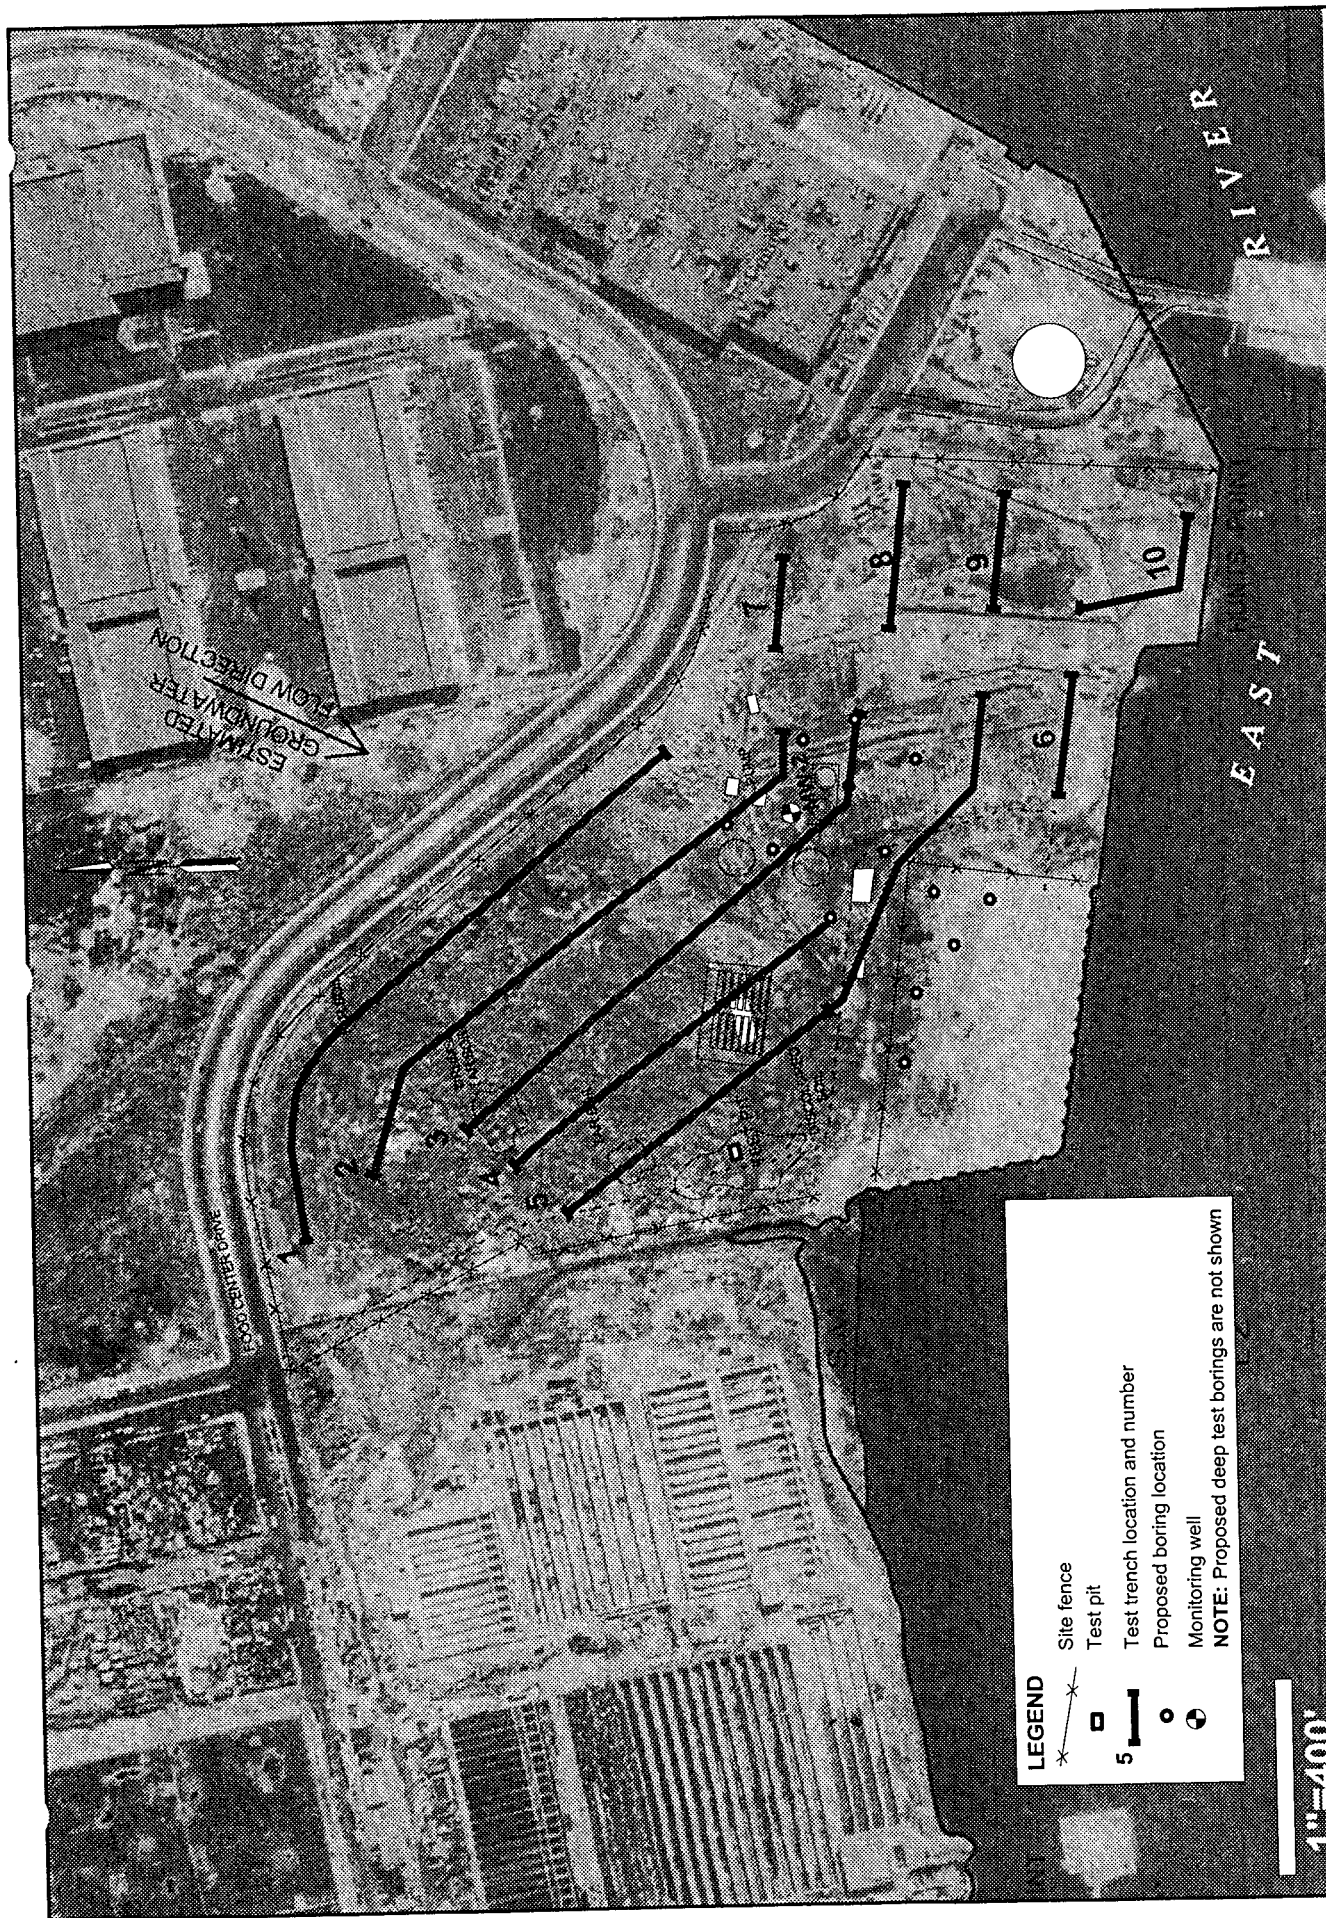 ESTIMATED
GROUNDWATER
FLOW DIRECTION
FOOD CENTER DRIVE
1
2
3
4
5
6
7
8
9
10
MW-2
EAST RIVER
LEGEND
Site fence
Test pit
5 Test trench location and number
Proposed boring location
Monitoring well
NOTE: Proposed deep test borings are not shown
1"=400'